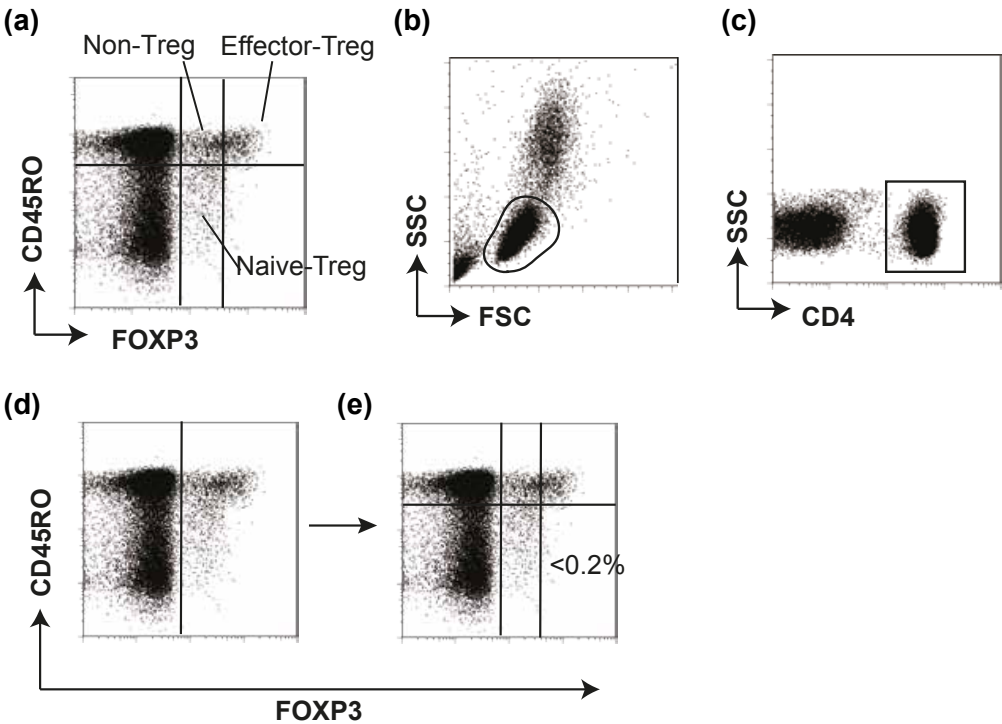 (a)
Non-Treg
Effector-Treg
CD45RO
Naive-Treg
FOXP3
(b)
SSC
FSC
(c)
SSC
CD4
(d)
CD45RO
(e)
<0.2%
FOXP3